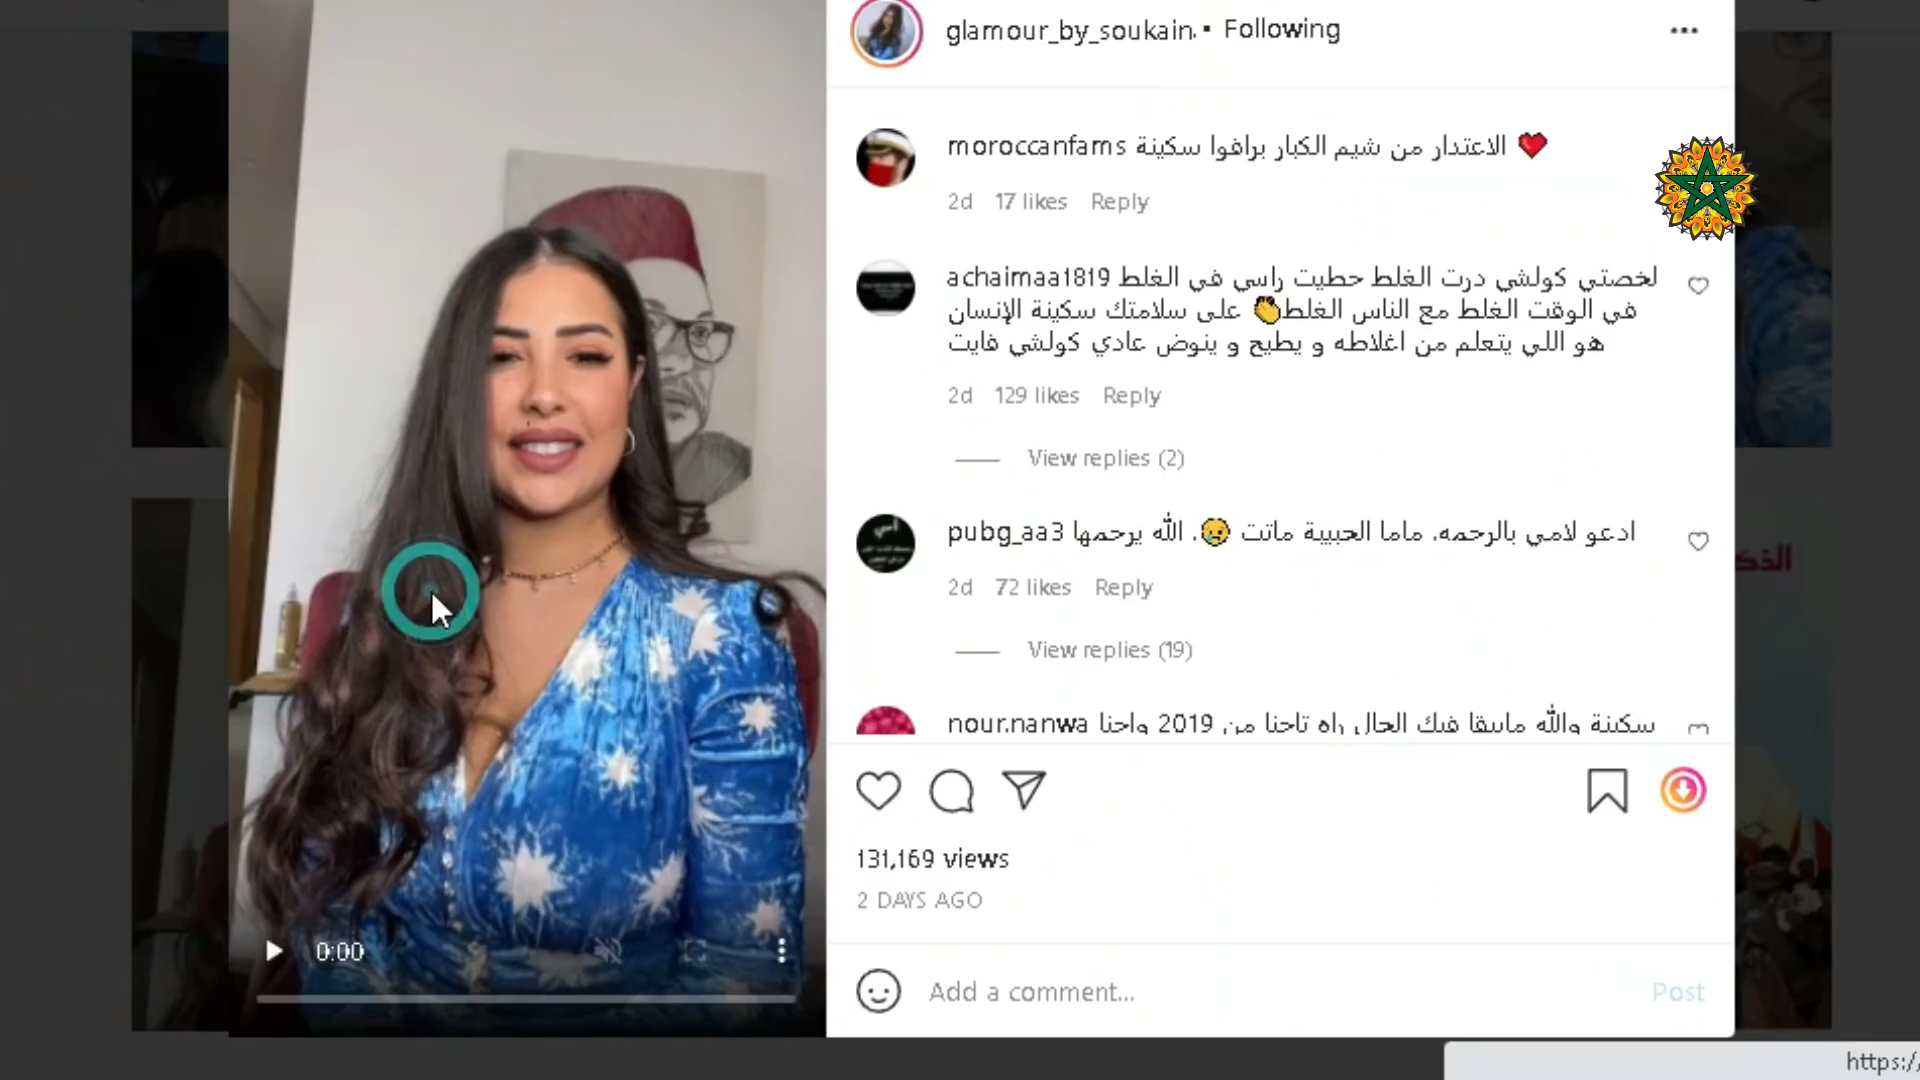 glamour_by_soukain. • Following
moroccanfams الاعتدار من شيم الكبار برافوا سكينة ❤️
2d 17 likes Reply
achaimaa1819 لخصتي كولشي درت الغلط حطيت راسي في الغلط
في الوقت الغلط مع الناس الغلط👏 على سلامتك سكينة الإنسان
هو اللي يتعلم من اغلاطه و يطيح و ينوض عادي كولشي فايت
2d 129 likes Reply
View replies (2)
pubg_aa3 ادعو لامي بالرحمه. ماما الحبيبة ماتت 😢. الله يرحمها
2d 72 likes Reply
View replies (19)
nour.nanwa سكينة والله مابيقا فيك الحال راه تاحنا من 2019 واحنا
131,169 views
2 DAYS AGO
0:00
Add a comment... Post
https:/